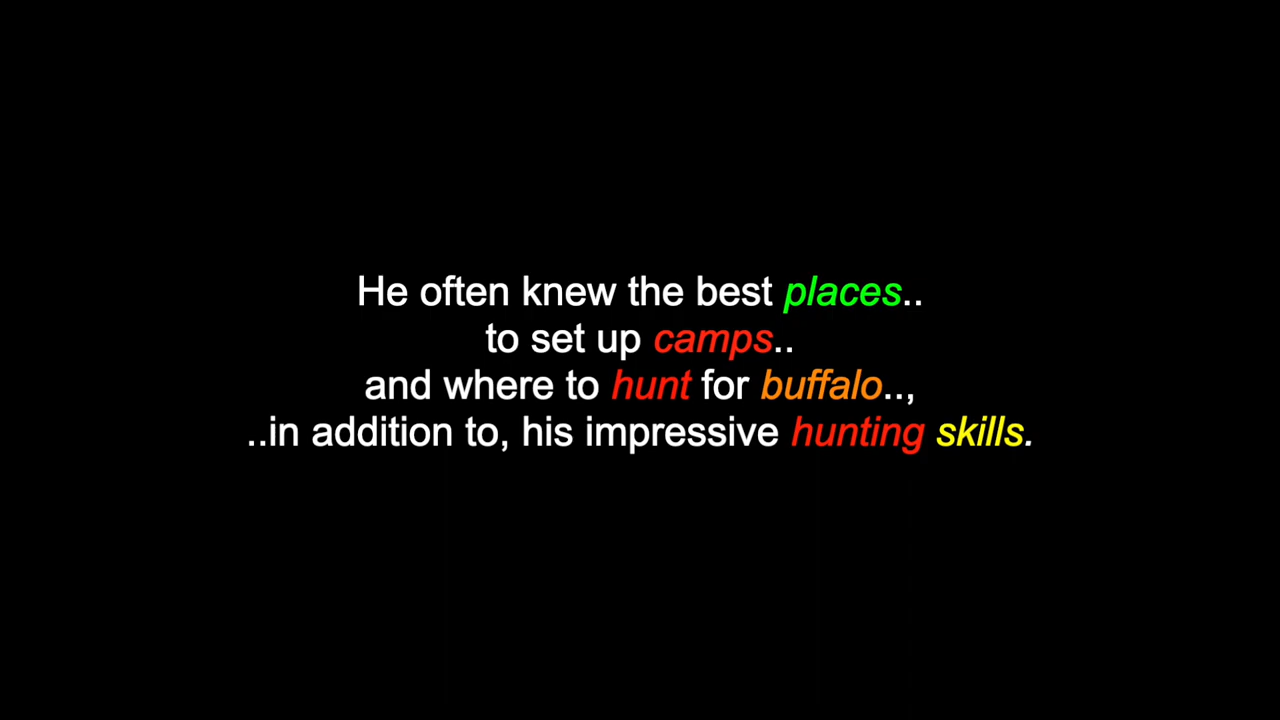 He often knew the best places..
to set up camps..
and where to hunt for buffalo..,
..in addition to, his impressive hunting skills.